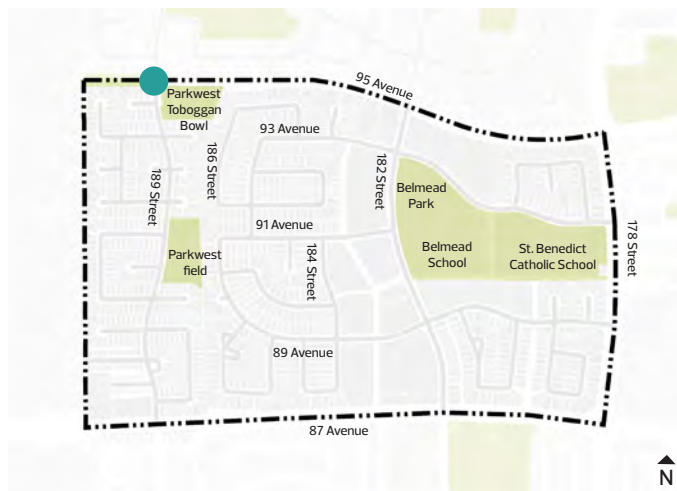 95 Avenue
Parkwest
Toboggan
Bowl
93 Avenue
186 Street
189 Street
182 Street
Belmead
Park
91 Avenue
178 Street
Parkwest
field
184 Street
Belmead
School
St. Benedict
Catholic School
89 Avenue
87 Avenue
N